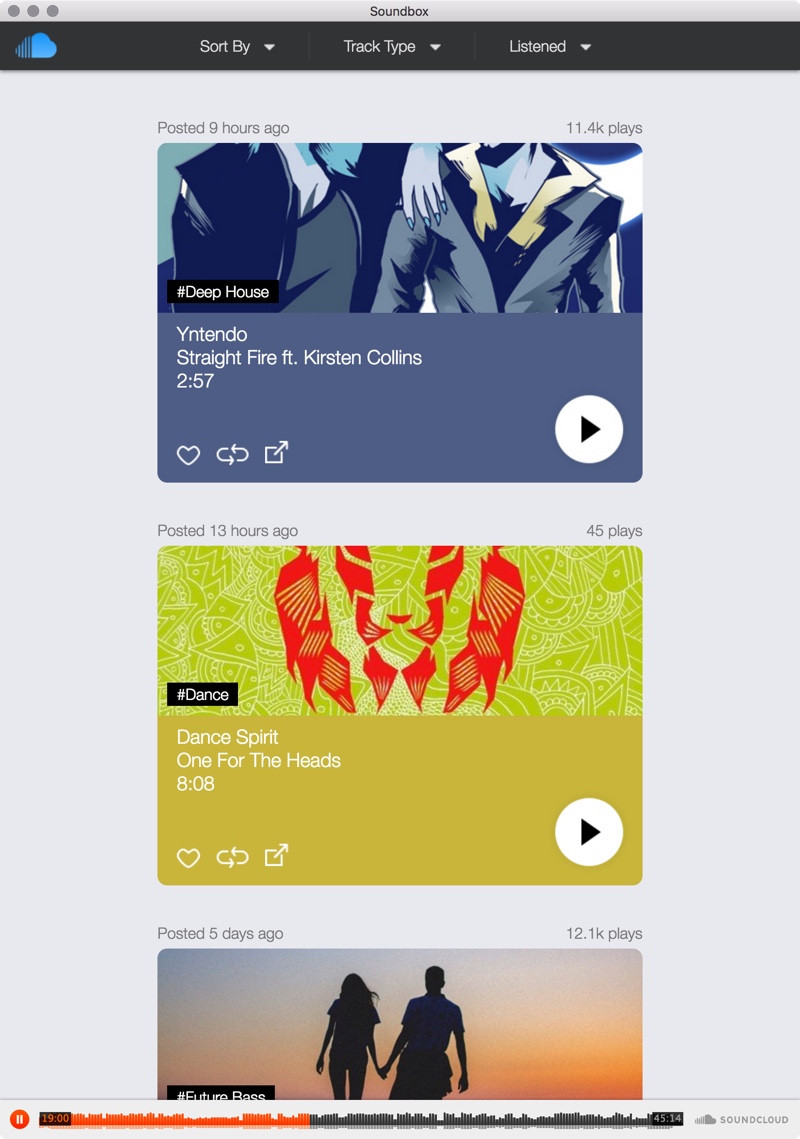 Soundbox
Sort By
Track Type
Listened
Posted 9 hours ago
11.4k plays
#Deep House
Yntendo
Straight Fire ft. Kirsten Collins
2:57
Posted 13 hours ago
45 plays
#Dance
Dance Spirit
One For The Heads
8:08
Posted 5 days ago
12.1k plays
#Future Bass
19:00
45:14
SOUNDCLOUD